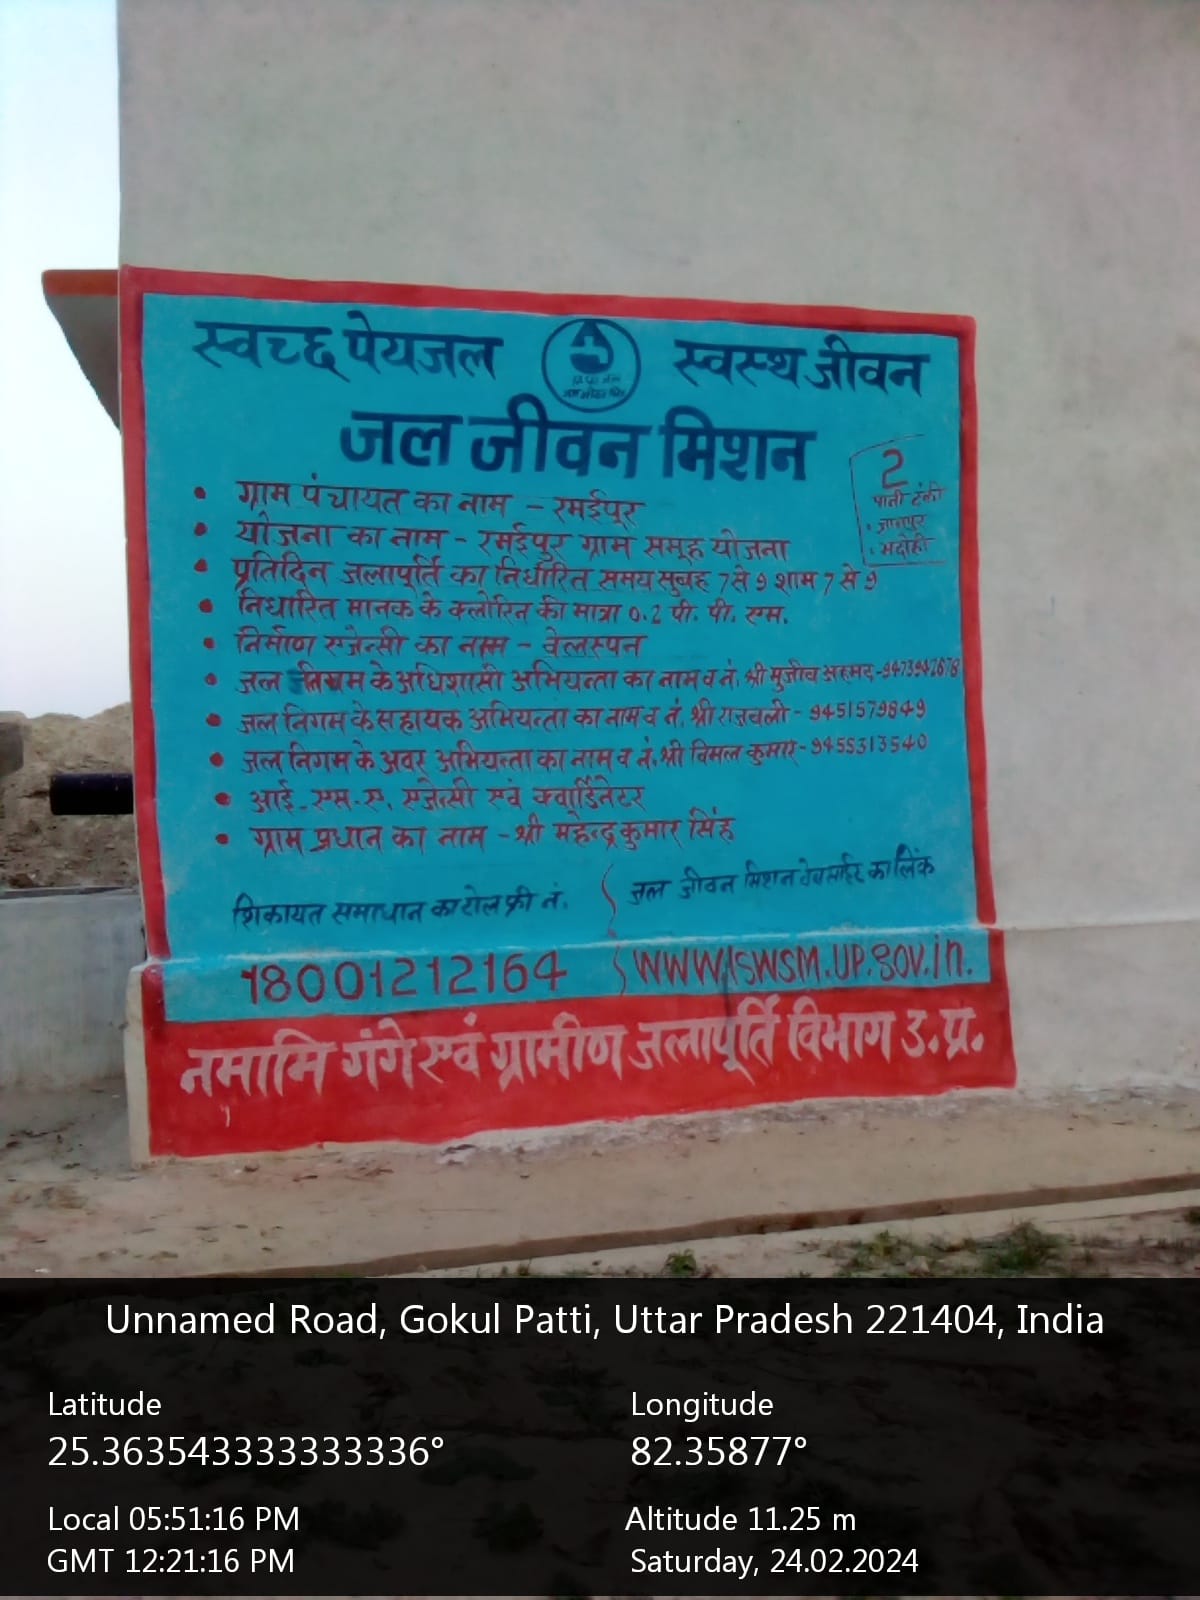 स्वच्छ पेयजल स्वस्थ जीवन
जल जीवन मिशन
2
पानी टंकी
ज्ञानपुर
भदोही
• ग्राम पंचायत का नाम - रमईपुर
• योजना का नाम - रमईपुर ग्राम समूह योजना
• प्रतिदिन जलापूर्ति का निर्धारित समय सुबह 7 से 9 शाम 7 से 9
• निर्धारित मानक के क्लोरिन की मात्रा 0.2 पी. पी. एम.
• निर्माण एजेन्सी का नाम - वेलस्पन
• जल निगम के अधिशासी अभियन्ता का नाम व नं. श्री मुजीब अहमद-9473942678
• जल निगम के सहायक अभियन्ता का नाम व नं. श्री राजबली - 9451579849
• जल निगम के अवर अभियन्ता का नाम व नं. श्री विमल कुमार-9455313540
• आई.एस.ए. एजेन्सी एवं क्वार्डिनेटर
• ग्राम प्रधान का नाम - श्री महेन्द्र कुमार सिंह
शिकायत समाधान का टोल फ्री नं. जल जीवन मिशन वेबसाईट का लिंक
18001212164 WWW.ISWSM.UP.gov.in.
नमामि गंगे एवं ग्रामीण जलापूर्ति विभाग उ.प्र.
Unnamed Road, Gokul Patti, Uttar Pradesh 221404, India
Latitude Longitude
25.363543333333336° 82.35877°
Local 05:51:16 PM Altitude 11.25 m
GMT 12:21:16 PM Saturday, 24.02.2024